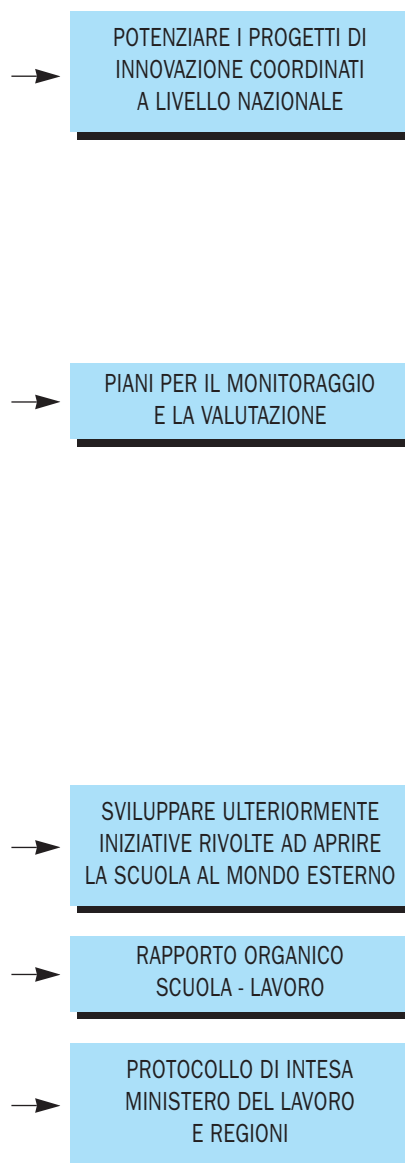 POTENZIARE I PROGETTI DI
INNOVAZIONE COORDINATI
A LIVELLO NAZIONALE
PIANI PER IL MONITORAGGIO
E LA VALUTAZIONE
SVILUPPARE ULTERIORMENTE
INIZIATIVE RIVOLTE AD APRIRE
LA SCUOLA AL MONDO ESTERNO
RAPPORTO ORGANICO
SCUOLA - LAVORO
PROTOCOLLO DI INTESA
MINISTERO DEL LAVORO
E REGIONI